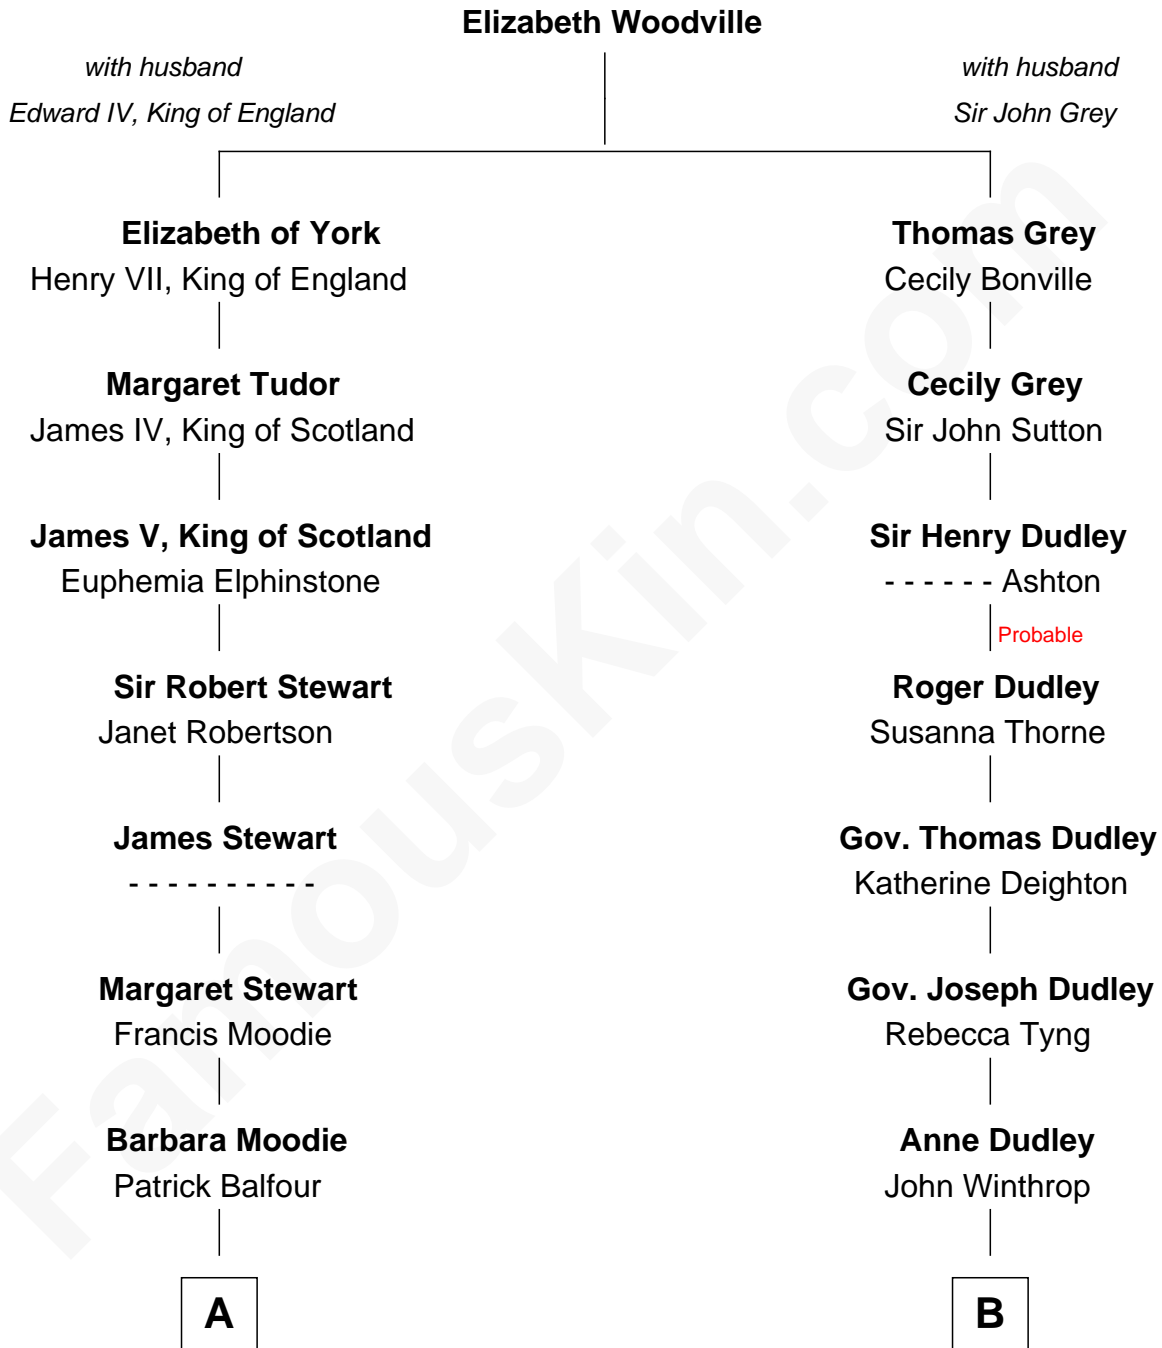 Elizabeth Woodville
with husband
Edward IV, King of England
with husband
Sir John Grey
Elizabeth of York
Henry VII, King of England
Thomas Grey
Cecily Bonville
Margaret Tudor
James IV, King of Scotland
Cecily Grey
Sir John Sutton
James V, King of Scotland
Euphemia Elphinstone
Sir Henry Dudley
- - - - - - Ashton
Probable
Sir Robert Stewart
Janet Robertson
Roger Dudley
Susanna Thorne
James Stewart
- - - - - - - - - -
Gov. Thomas Dudley
Katherine Deighton
Margaret Stewart
Francis Moodie
Gov. Joseph Dudley
Rebecca Tyng
Barbara Moodie
Patrick Balfour
Anne Dudley
John Winthrop
A
B
FamousKin.com